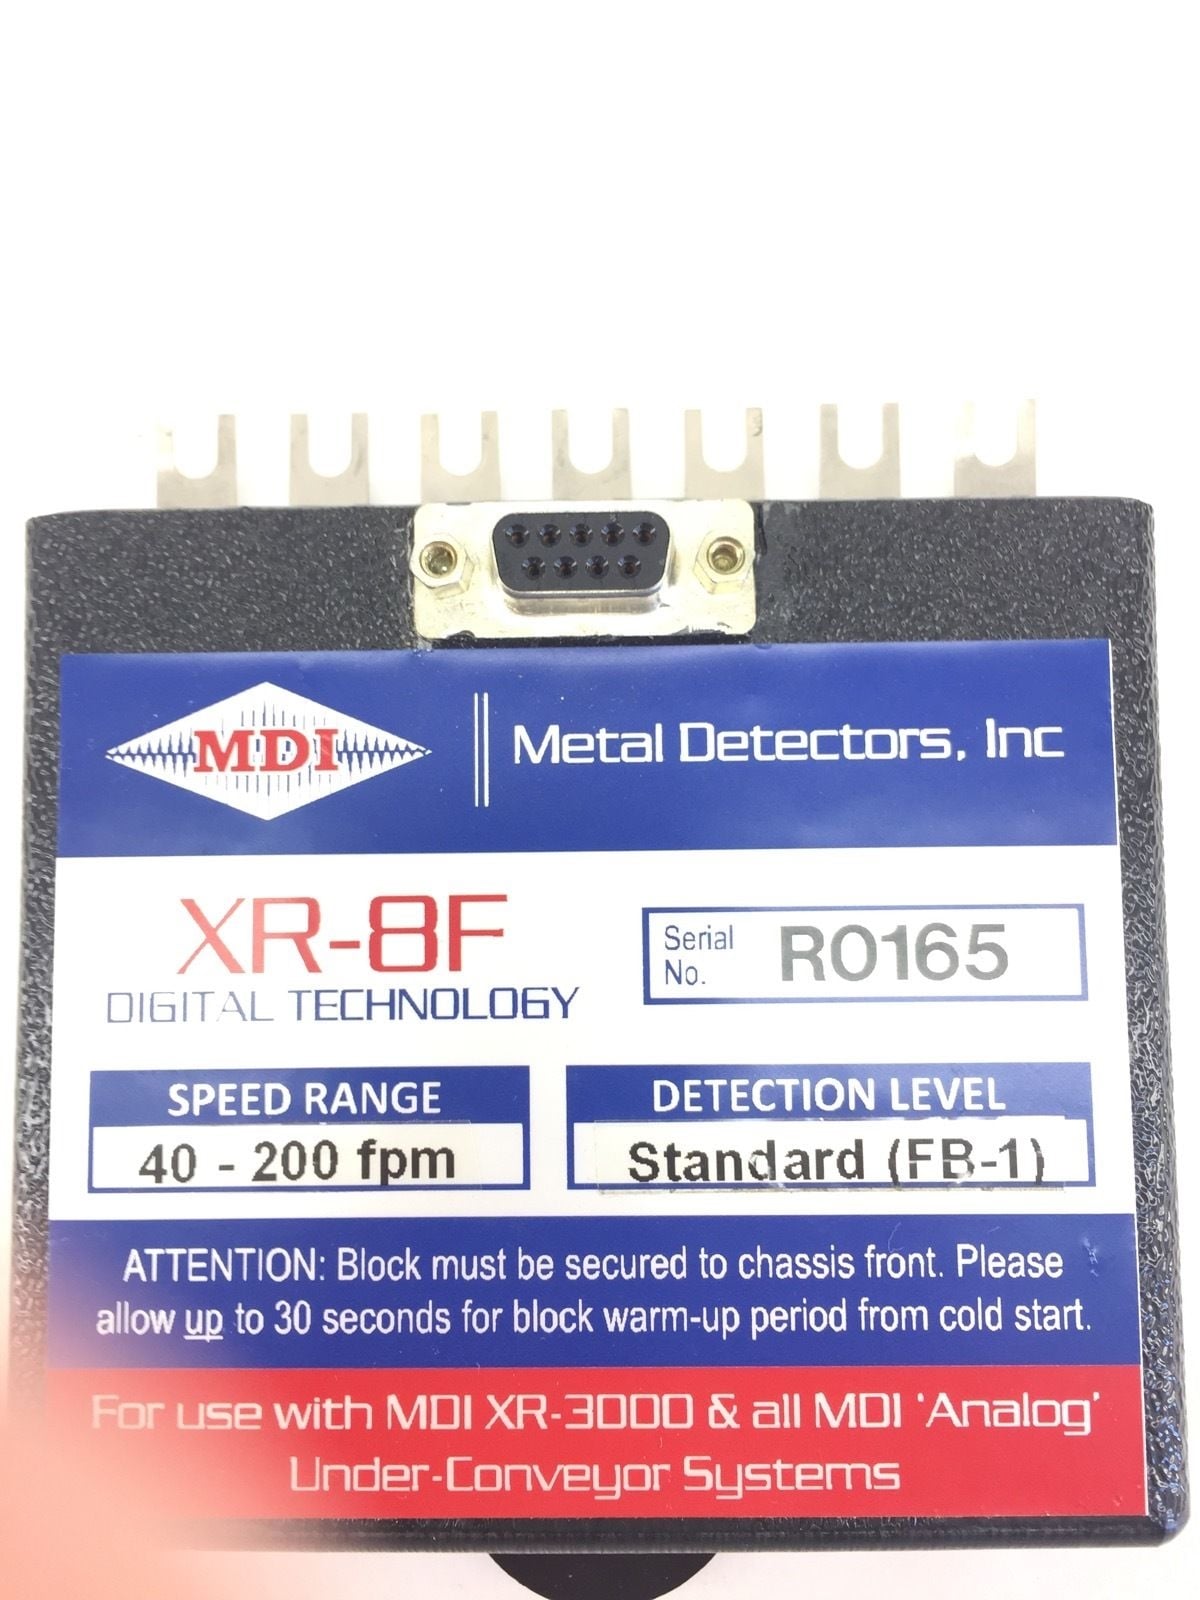 MDI
Metal Detectors, Inc
XR-8F
DIGITAL TECHNOLOGY
Serial
No.
R0165
SPEED RANGE
40 - 200 fpm
DETECTION LEVEL
Standard (FB-1)
ATTENTION: Block must be secured to chassis front. Please
allow up to 30 seconds for block warm-up period from cold start.
For use with MDI XR-3000 & all MDI 'Analog'
Under-Conveyor Systems